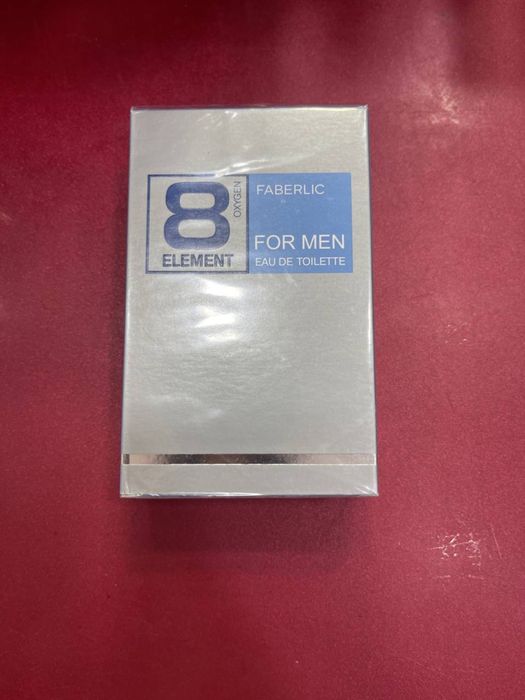 8
OXYGEN
ELEMENT
FABERLIC
FOR MEN
EAU DE TOILETTE